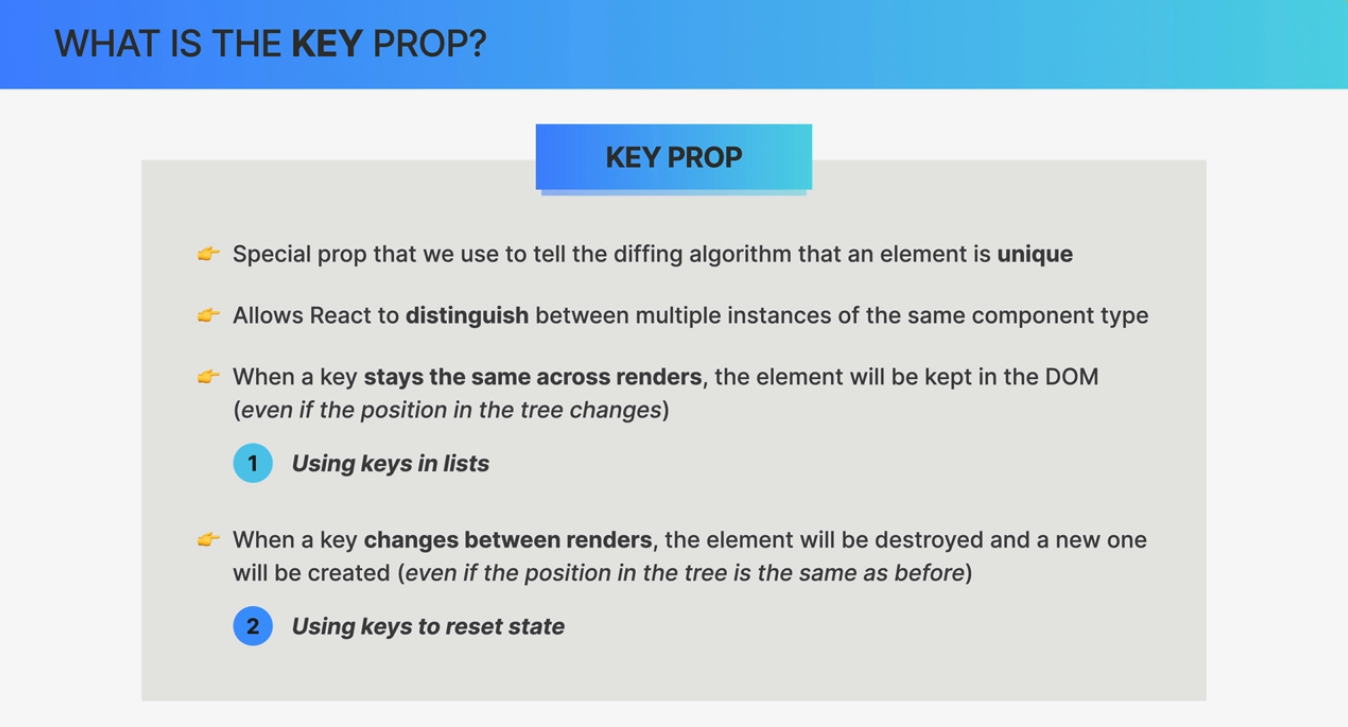 WHAT IS THE KEY PROP?
KEY PROP
👉 Special prop that we use to tell the diffing algorithm that an element is unique
👉 Allows React to distinguish between multiple instances of the same component type
👉 When a key stays the same across renders, the element will be kept in the DOM
(even if the position in the tree changes)
1 Using keys in lists
👉 When a key changes between renders, the element will be destroyed and a new one
will be created (even if the position in the tree is the same as before)
2 Using keys to reset state